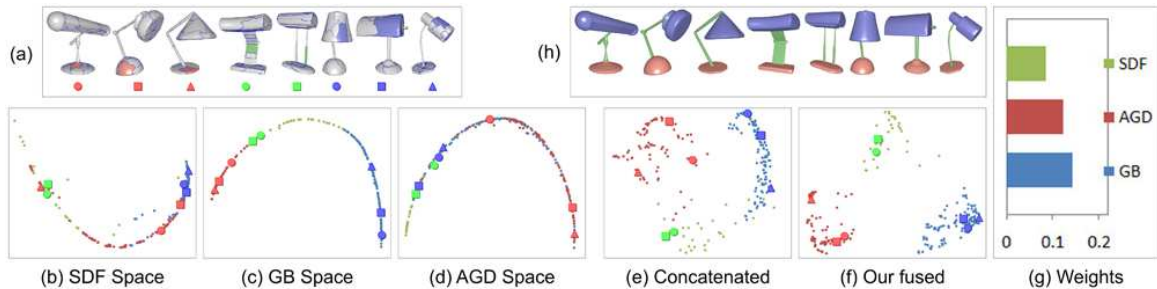 (a)
(h)
SDF
AGD
GB
0 0.1 0.2
(b) SDF Space
(c) GB Space
(d) AGD Space
(e) Concatenated
(f) Our fused
(g) Weights